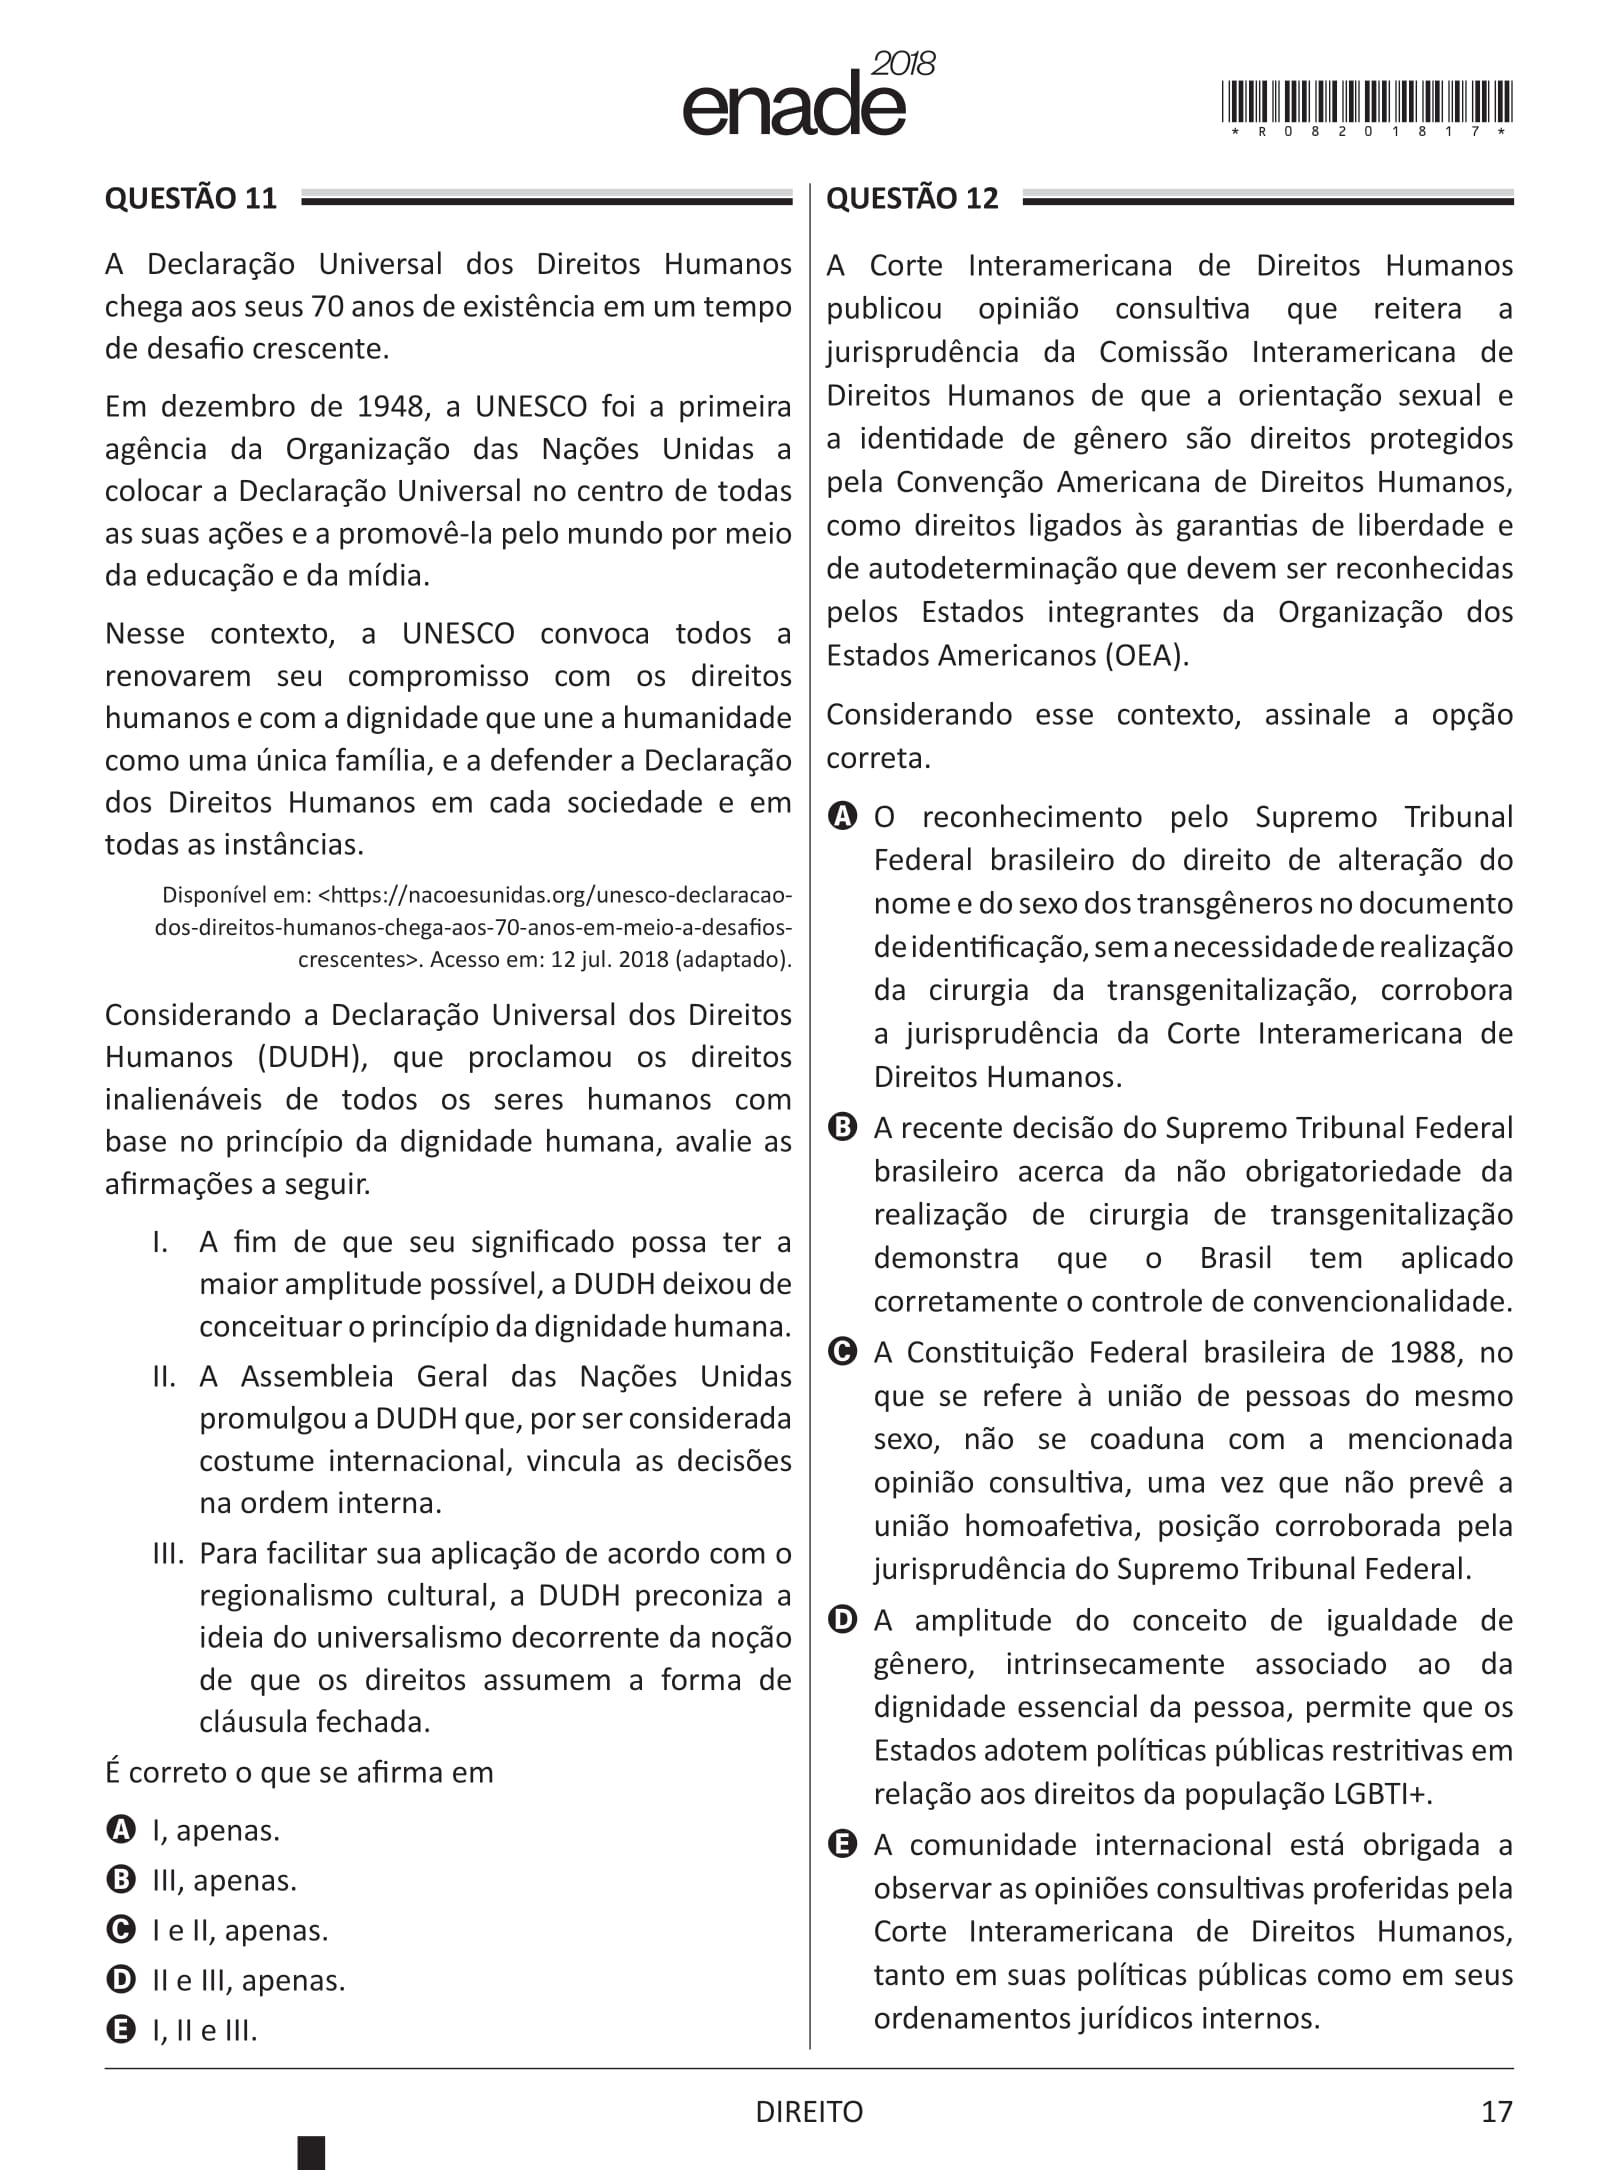 enade 2018
*R08201817*
QUESTÃO 11
A Declaração Universal dos Direitos Humanos
chega aos seus 70 anos de existência em um tempo
de desafio crescente.
Em dezembro de 1948, a UNESCO foi a primeira
agência da Organização das Nações Unidas a
colocar a Declaração Universal no centro de todas
as suas ações e a promovê-la pelo mundo por meio
da educação e da mídia.
Nesse contexto, a UNESCO convoca todos a
renovarem seu compromisso com os direitos
humanos e com a dignidade que une a humanidade
como uma única família, e a defender a Declaração
dos Direitos Humanos em cada sociedade e em
todas as instâncias.
Disponível em: <https://nacoesunidas.org/unesco-declaracao-
dos-direitos-humanos-chega-aos-70-anos-em-meio-a-desafios-
crescentes>. Acesso em: 12 jul. 2018 (adaptado).
Considerando a Declaração Universal dos Direitos
Humanos (DUDH), que proclamou os direitos
inalienáveis de todos os seres humanos com
base no princípio da dignidade humana, avalie as
afirmações a seguir.
I. A fim de que seu significado possa ter a
maior amplitude possível, a DUDH deixou de
conceituar o princípio da dignidade humana.
II. A Assembleia Geral das Nações Unidas
promulgou a DUDH que, por ser considerada
costume internacional, vincula as decisões
na ordem interna.
III. Para facilitar sua aplicação de acordo com o
regionalismo cultural, a DUDH preconiza a
ideia do universalismo decorrente da noção
de que os direitos assumem a forma de
cláusula fechada.
É correto o que se afirma em
A I, apenas.
B III, apenas.
C I e II, apenas.
D II e III, apenas.
E I, II e III.
QUESTÃO 12
A Corte Interamericana de Direitos Humanos
publicou opinião consultiva que reitera a
jurisprudência da Comissão Interamericana de
Direitos Humanos de que a orientação sexual e
a identidade de gênero são direitos protegidos
pela Convenção Americana de Direitos Humanos,
como direitos ligados às garantias de liberdade e
de autodeterminação que devem ser reconhecidas
pelos Estados integrantes da Organização dos
Estados Americanos (OEA).
Considerando esse contexto, assinale a opção
correta.
A O reconhecimento pelo Supremo Tribunal
Federal brasileiro do direito de alteração do
nome e do sexo dos transgêneros no documento
de identificação, sem a necessidade de realização
da cirurgia da transgenitalização, corrobora
a jurisprudência da Corte Interamericana de
Direitos Humanos.
B A recente decisão do Supremo Tribunal Federal
brasileiro acerca da não obrigatoriedade da
realização de cirurgia de transgenitalização
demonstra que o Brasil tem aplicado
corretamente o controle de convencionalidade.
C A Constituição Federal brasileira de 1988, no
que se refere à união de pessoas do mesmo
sexo, não se coaduna com a mencionada
opinião consultiva, uma vez que não prevê a
união homoafetiva, posição corroborada pela
jurisprudência do Supremo Tribunal Federal.
D A amplitude do conceito de igualdade de
gênero, intrinsecamente associado ao da
dignidade essencial da pessoa, permite que os
Estados adotem políticas públicas restritivas em
relação aos direitos da população LGBTI+.
E A comunidade internacional está obrigada a
observar as opiniões consultivas proferidas pela
Corte Interamericana de Direitos Humanos,
tanto em suas políticas públicas como em seus
ordenamentos jurídicos internos.
DIREITO
17